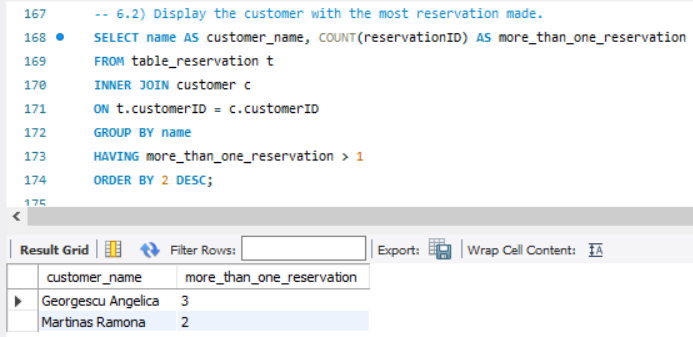 167 -- 6.2) Display the customer with the most reservation made.
168 SELECT name AS customer_name, COUNT(reservationID) AS more_than_one_reservation
169 FROM table_reservation t
170 INNER JOIN customer c
171 ON t.customerID = c.customerID
172 GROUP BY name
173 HAVING more_than_one_reservation > 1
174 ORDER BY 2 DESC;
175
Result Grid Filter Rows: Export: Wrap Cell Content: IA
customer_name more_than_one_reservation
Georgescu Angelica 3
Martinas Ramona 2